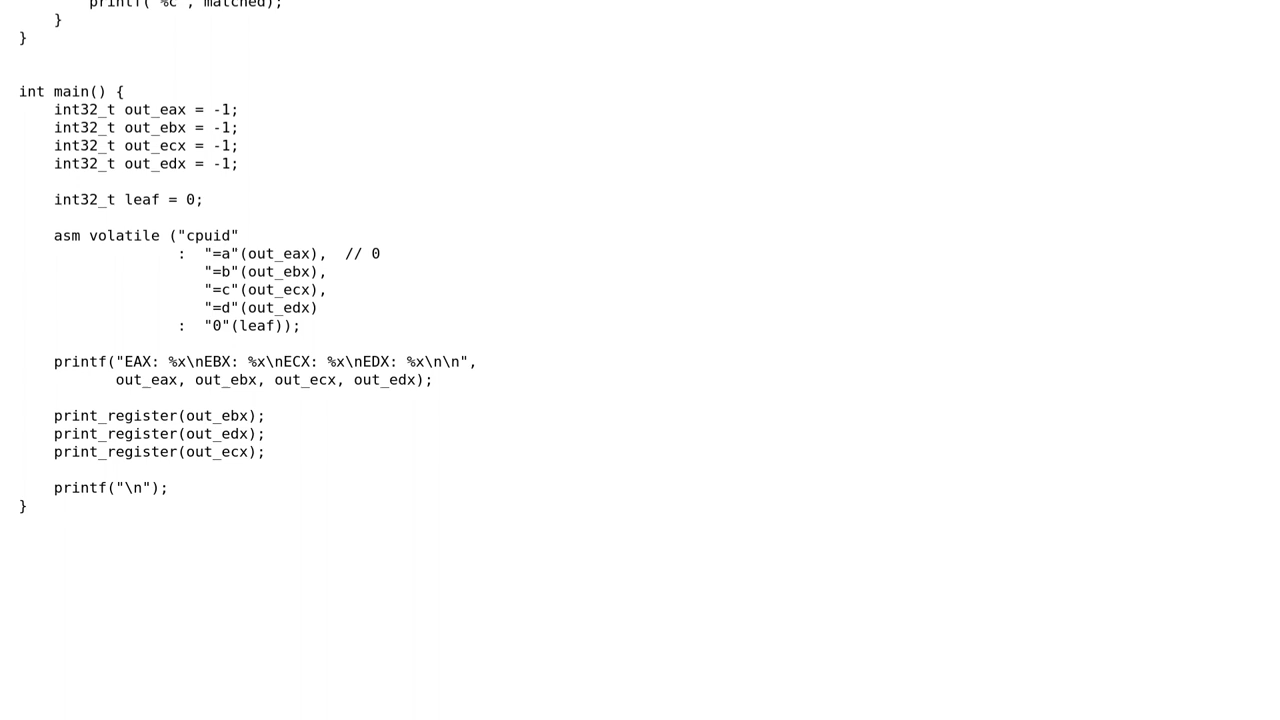 printf("%c", matched);
    }
}

int main() {
    int32_t out_eax = -1;
    int32_t out_ebx = -1;
    int32_t out_ecx = -1;
    int32_t out_edx = -1;

    int32_t leaf = 0;

    asm volatile ("cpuid"
                  :  "=a"(out_eax),  // 0
                     "=b"(out_ebx),
                     "=c"(out_ecx),
                     "=d"(out_edx)
                  :  "0"(leaf));

    printf("EAX: %x\nEBX: %x\nECX: %x\nEDX: %x\n\n",
           out_eax, out_ebx, out_ecx, out_edx);

    print_register(out_ebx);
    print_register(out_edx);
    print_register(out_ecx);

    printf("\n");
}